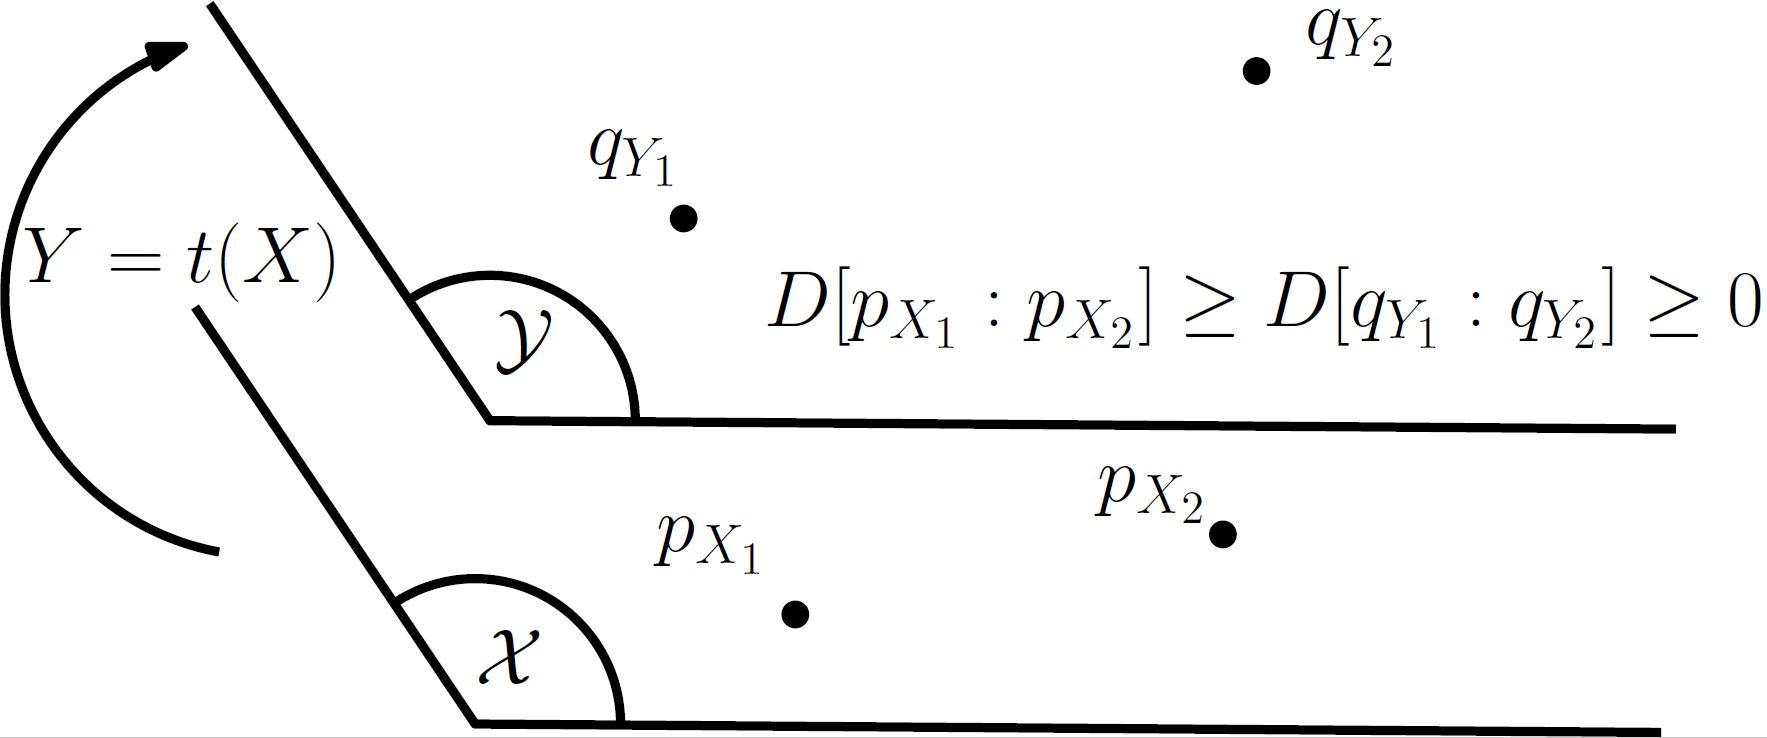 q_{Y_2}
q_{Y_1}
Y = t(X)
D[p_{X_1} : p_{X_2}] ≥ D[q_{Y_1} : q_{Y_2}] ≥ 0
𝒴
p_{X_2}
p_{X_1}
𝒳